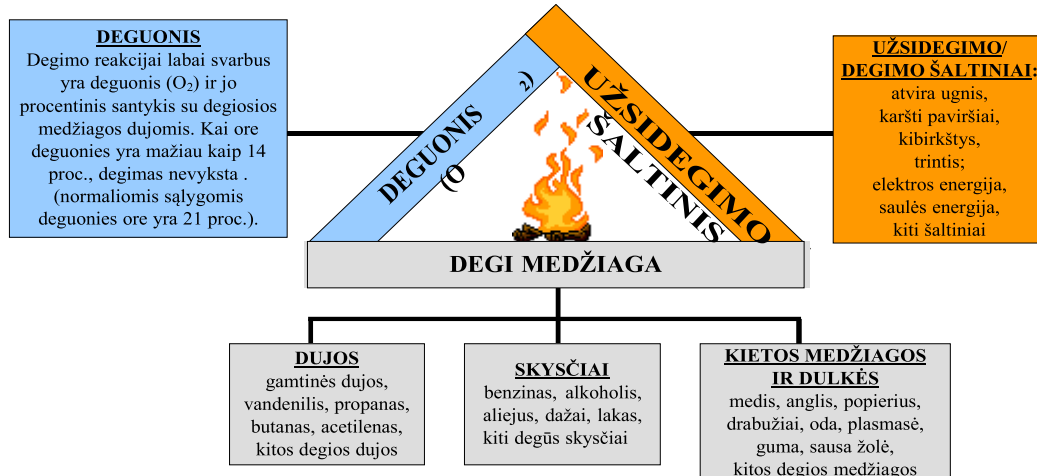 DEGUONIS
Degimo reakcijai labai svarbus
yra deguonis (O₂) ir jo
procentinis santykis su degiosios
medžiagos dujomis. Kai ore
deguonies yra mažiau kaip 14
proc., degimas nevyksta .
(normaliomis sąlygomis
deguonies ore yra 21 proc.).
DEGUONIS
(O
2)
UŽSIDEGIMO
ŠALTINIS
UŽSIDEGIMO/
DEGIMO ŠALTINIAI:
atvira ugnis,
karšti paviršiai,
kibirkštys,
trintis;
elektros energija,
saulės energija,
kiti šaltiniai
DEGI MEDŽIAGA
DUJOS
gamtinės dujos,
vandenilis, propanas,
butanas, acetilenas,
kitos degios dujos
SKYSČIAI
benzinas, alkoholis,
aliejus, dažai, lakas,
kiti degūs skysčiai
KIETOS MEDŽIAGOS
IR DULKĖS
medis, anglis, popierius,
drabužiai, oda, plasmasė,
guma, sausa žolė,
kitos degios medžiagos